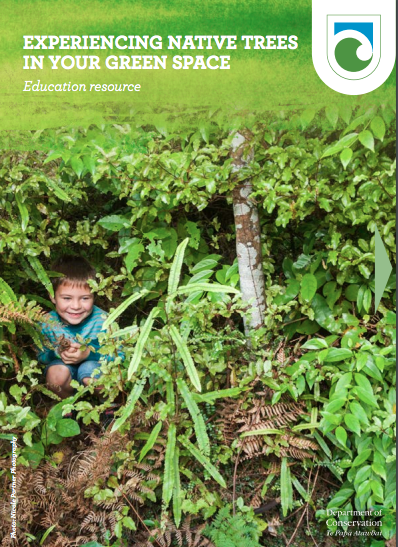 EXPERIENCING NATIVE TREES
IN YOUR GREEN SPACE
Education resource
Department of
Conservation
Te Papa Atawhai